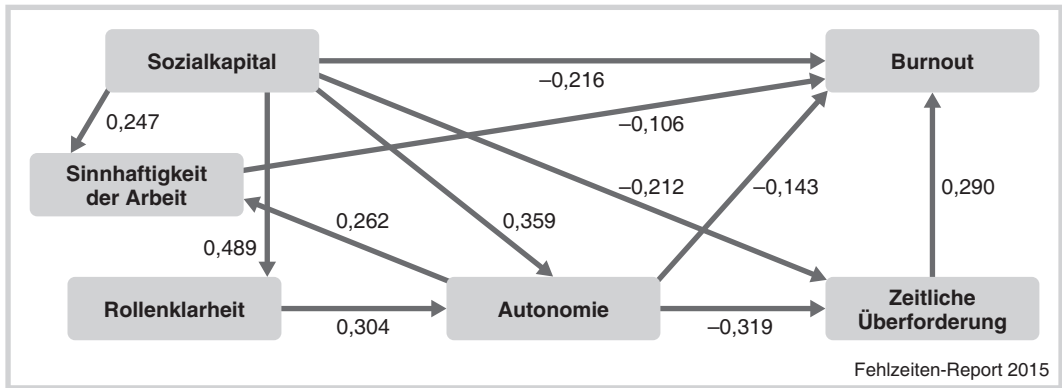 Sozialkapital
Burnout
–0,216
0,247
–0,106
Sinnhaftigkeit
der Arbeit
–0,212
–0,143
0,290
0,262
0,359
0,489
Rollenklarheit
0,304
Autonomie
–0,319
Zeitliche
Überforderung
Fehlzeiten-Report 2015